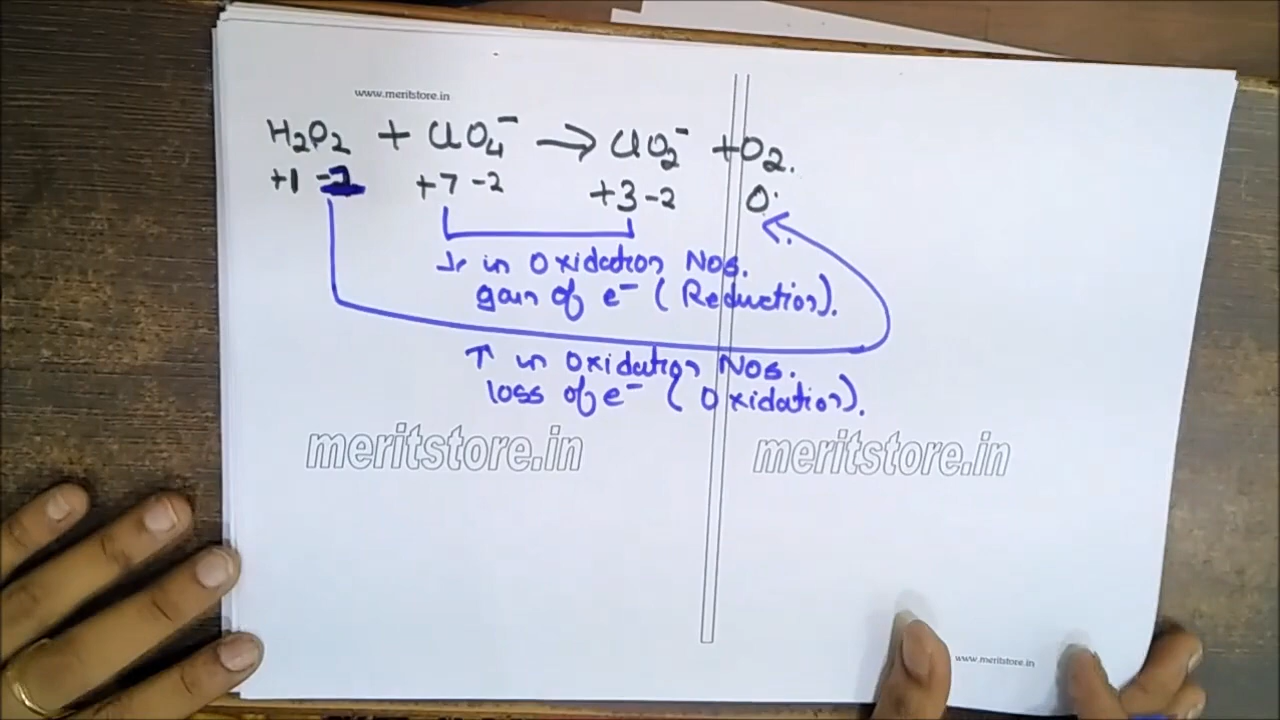 www.meritstore.in
H₂O₂ + ClO₄⁻ → ClO₂⁻ + O₂.
+1 -2 +7 -2 +3 -2 0
↓ in Oxidation Nos.
gain of e⁻ (Reduction).
↑ in Oxidation Nos.
loss of e⁻ (Oxidation).
meritstore.in meritstore.in
www.meritstore.in